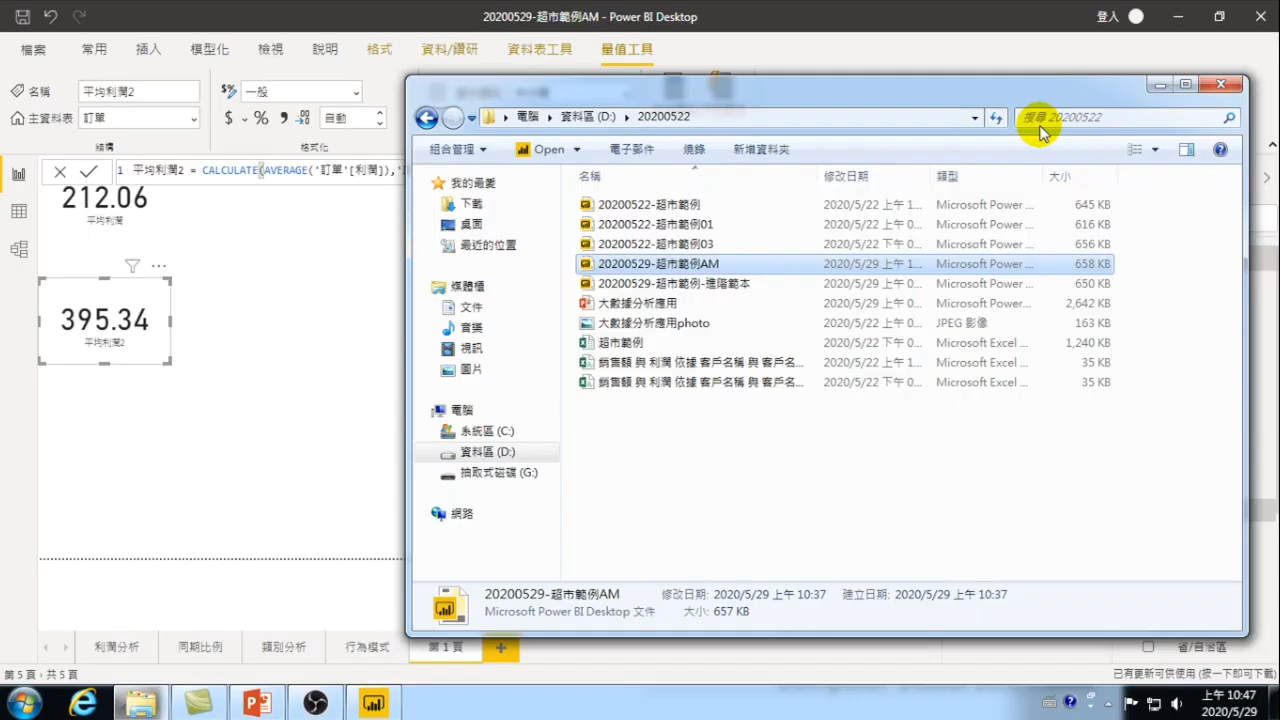 20200529-超市範例AM - Power BI Desktop
登入
檔案 常用 插入 模型化 檢視 說明 格式 資料/鑽研 資料表工具 量值工具
名稱 平均利潤2
主資料表 訂單
結構
$% 一般
$ % 自動
格式化
1 平均利潤2 = CALCULATE(AVERAGE('訂單'[利潤]),'
212.06
平均利潤
395.34
平均利潤2
電腦 資料區 (D:) 20200522
搜尋 20200522
組合管理 Open 電子郵件 燒錄 新增資料夾
我的最愛
下載
桌面
最近的位置
媒體櫃
文件
音樂
視訊
圖片
電腦
系統區 (C:)
資料區 (D:)
抽取式磁碟 (G:)
網路
名稱 修改日期 類型 大小
20200522-超市範例 2020/5/22 上午 1... Microsoft Power ... 645 KB
20200522-超市範例01 2020/5/22 上午 0... Microsoft Power ... 616 KB
20200522-超市範例03 2020/5/22 下午 0... Microsoft Power ... 656 KB
20200529-超市範例AM 2020/5/29 上午 1... Microsoft Power ... 658 KB
20200529-超市範例-進階範本 2020/5/29 上午 0... Microsoft Power ... 650 KB
大數據分析應用 2020/5/29 上午 0... Microsoft Power... 2,642 KB
大數據分析應用photo 2020/5/22 上午 0... JPEG 影像 163 KB
超市範例 2020/5/22 下午 0... Microsoft Excel ... 1,240 KB
銷售額 與 利潤 依據 客戶名稱 與 客戶名... 2020/5/22 下午 1... Microsoft Excel ... 35 KB
銷售額 與 利潤 依據 客戶名稱 與 客戶名... 2020/5/22 下午 0... Microsoft Excel ... 35 KB
20200529-超市範例AM 修改日期: 2020/5/29 上午 10:37 建立日期: 2020/5/29 上午 10:37
Microsoft Power BI Desktop 文件 大小: 657 KB
利潤分析 同期比例 類別分析 行為模式 第 1 頁
省/自治區
第 5 頁，共 5 頁
已有更新可供使用 (按一下即可下載)
上午 10:47
2020/5/29